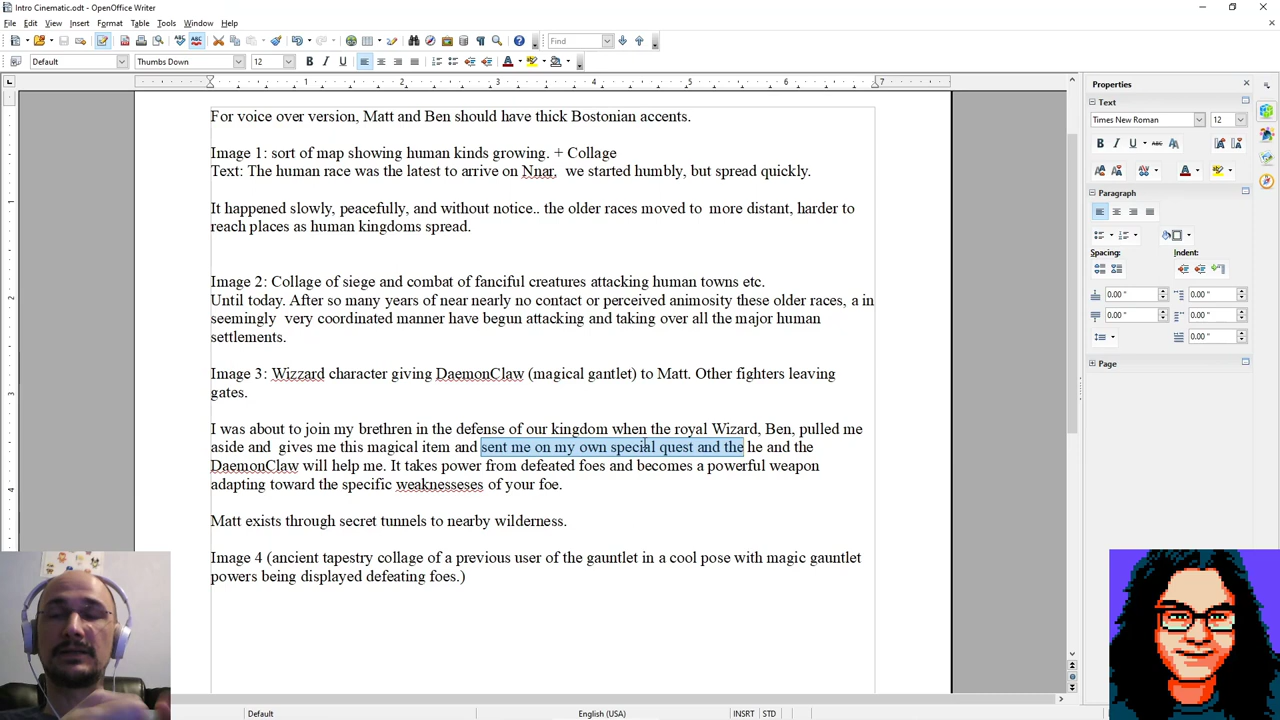 Intro Cinematic.odt - OpenOffice Writer
File Edit View Insert Format Table Tools Window Help
Find
Default Thumbs Down 12 B I U
1 2 3 4 5 6 7
For voice over version, Matt and Ben should have thick Bostonian accents.
Image 1: sort of map showing human kinds growing. + Collage
Text: The human race was the latest to arrive on Nnar,  we started humbly, but spread quickly.
It happened slowly, peacefully, and without notice.. the older races moved to  more distant, harder to
reach places as human kingdoms spread.
Image 2: Collage of siege and combat of fanciful creatures attacking human towns etc.
Until today. After so many years of near nearly no contact or perceived animosity these older races, a in
seemingly  very coordinated manner have begun attacking and taking over all the major human
settlements.
Image 3: Wizzard character giving DaemonClaw (magical gantlet) to Matt. Other fighters leaving
gates.
I was about to join my brethren in the defense of our kingdom when the royal Wizard, Ben, pulled me
aside and  gives me this magical item and sent me on my own special quest and the he and the
DaemonClaw will help me. It takes power from defeated foes and becomes a powerful weapon
adapting toward the specific weaknesseses of your foe.
Matt exists through secret tunnels to nearby wilderness.
Image 4 (ancient tapestry collage of a previous user of the gauntlet in a cool pose with magic gauntlet
powers being displayed defeating foes.)
1
2
3
4
Properties
Text
Times New Roman 12
B I U
Paragraph
Spacing: Indent:
0.00 " 0.00 "
0.00 " 0.00 "
0.00 "
Page
Default English (USA) INSRT STD